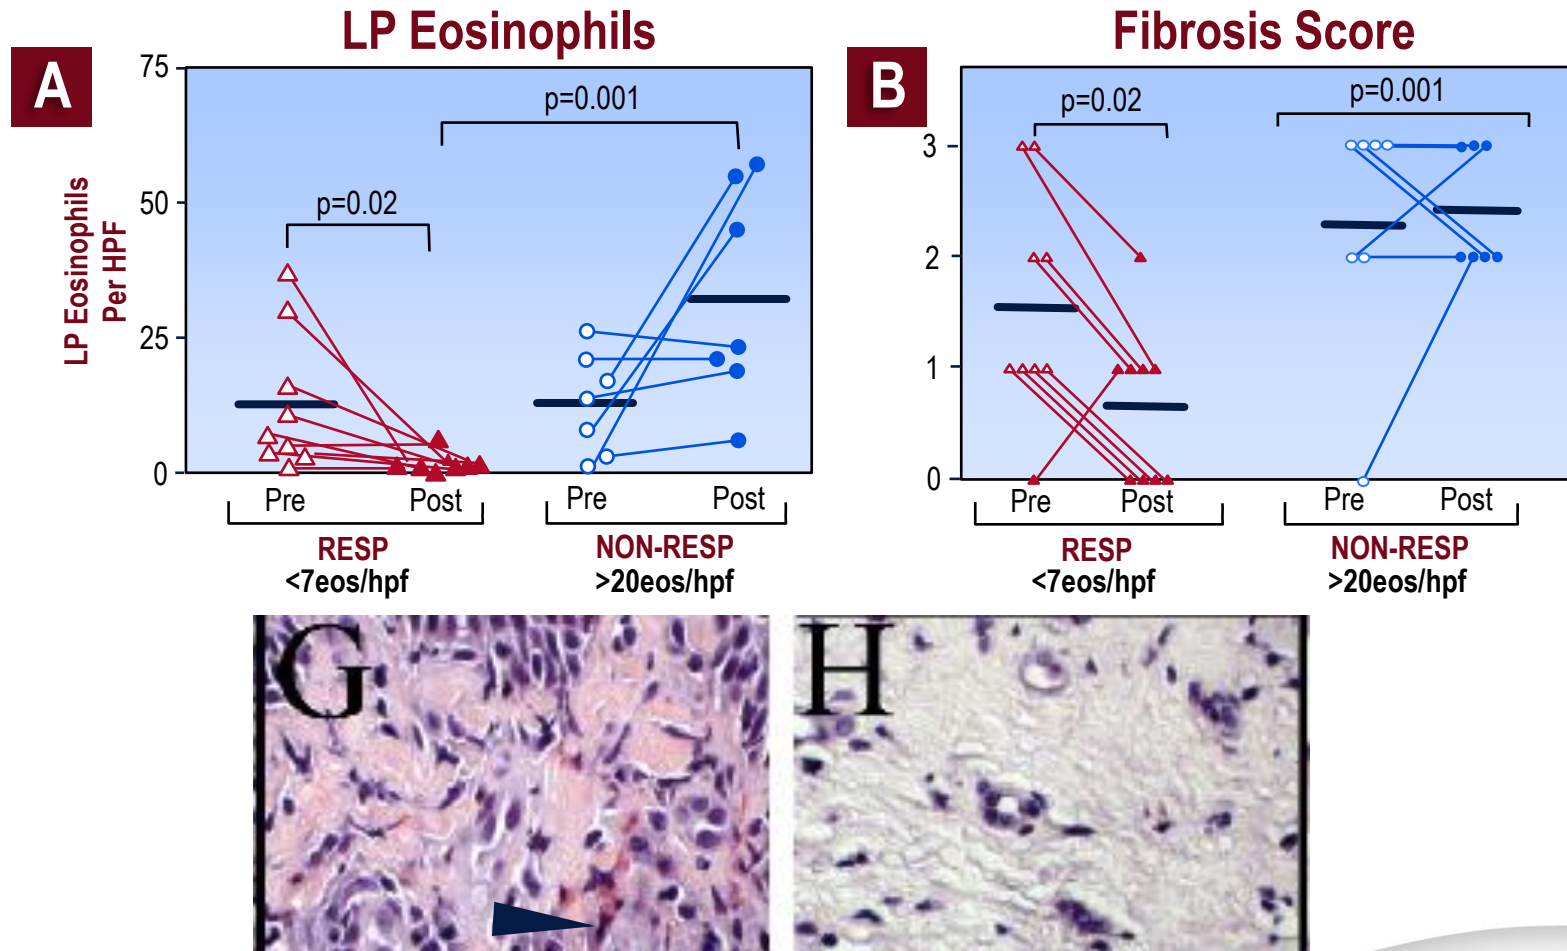 LP Eosinophils
Fibrosis Score
A
75
50
25
0
LP Eosinophils
Per HPF
p=0.02
p=0.001
Pre
Post
Pre
Post
RESP
<7eos/hpf
NON-RESP
>20eos/hpf
B
3
2
1
0
p=0.02
p=0.001
Pre
Post
Pre
Post
RESP
<7eos/hpf
NON-RESP
>20eos/hpf
G
H